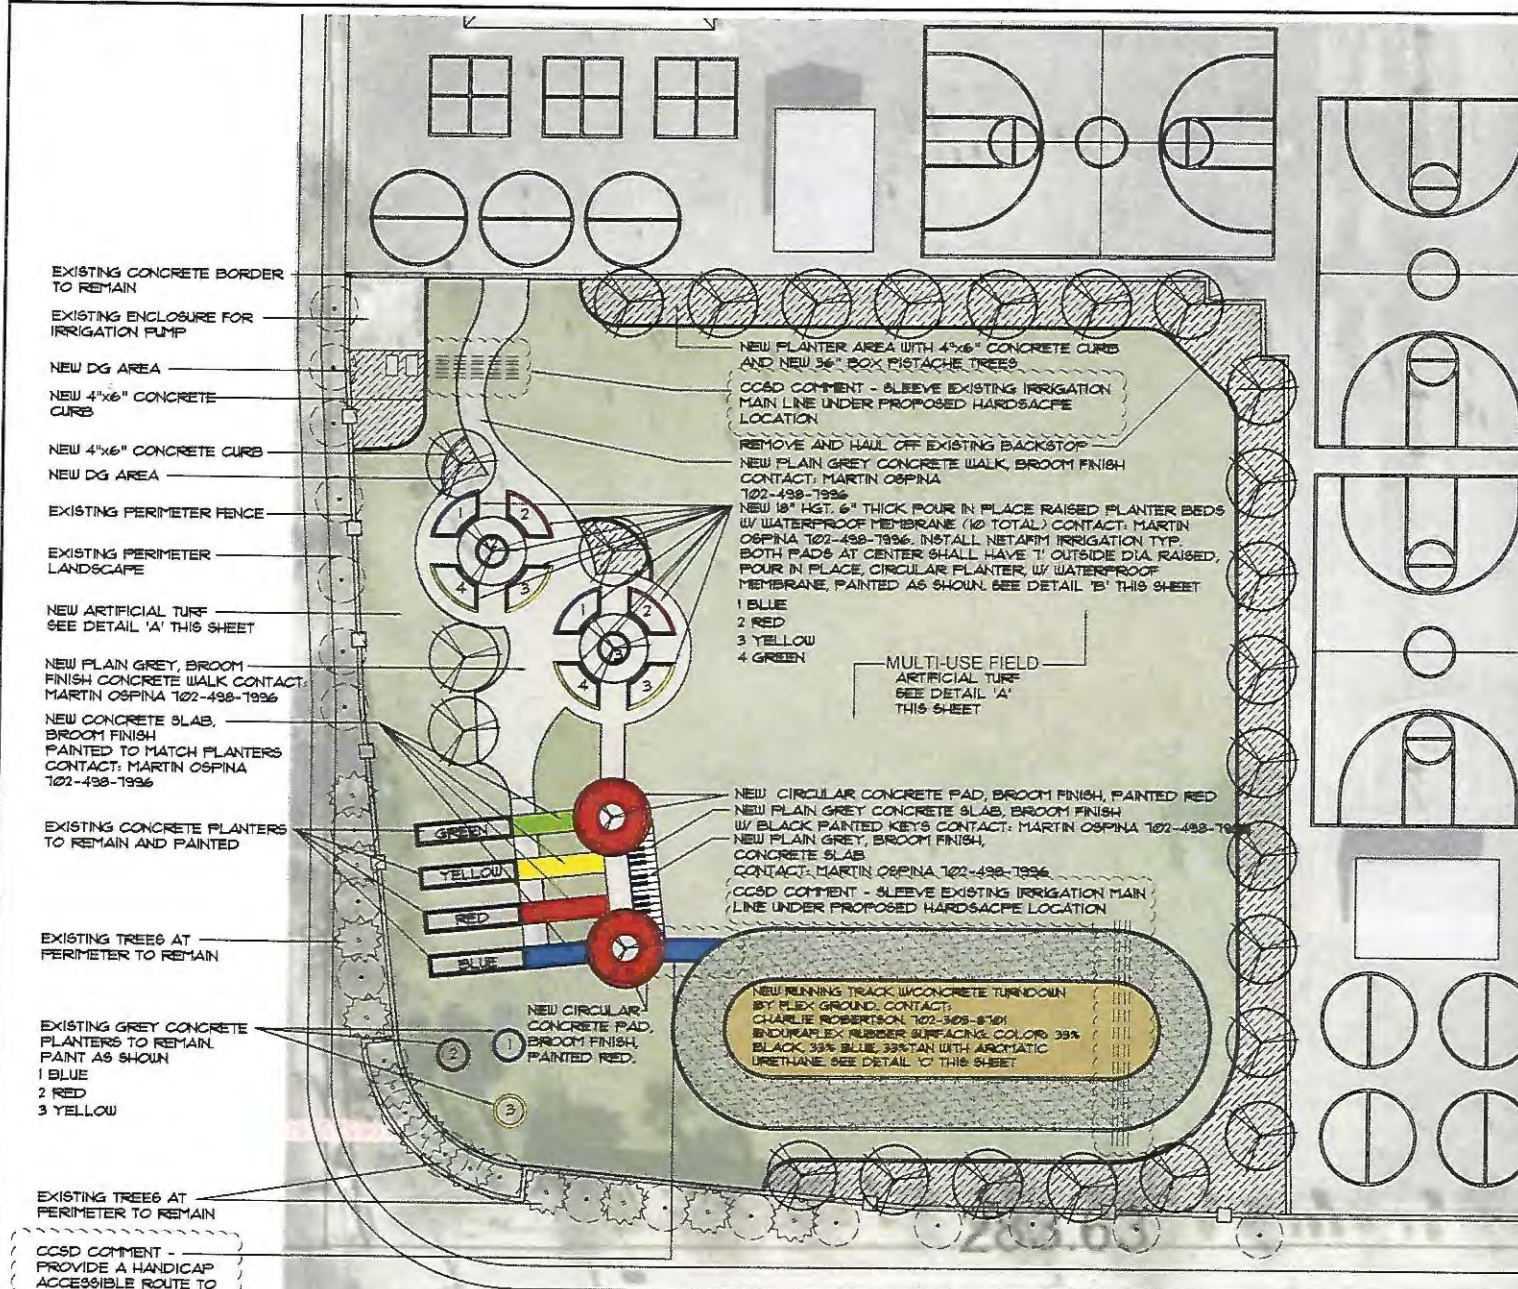 EXISTING CONCRETE BORDER
TO REMAIN
EXISTING ENCLOSURE FOR
IRRIGATION PUMP
NEW DG AREA
NEW 4"x6" CONCRETE
CURB
NEW 4"x6" CONCRETE CURB
NEW DG AREA
EXISTING PERIMETER FENCE
EXISTING PERIMETER
LANDSCAPE
NEW ARTIFICIAL TURF
SEE DETAIL 'A' THIS SHEET
NEW PLAIN GREY, BROOM
FINISH CONCRETE WALK CONTACT:
MARTIN OSPINA 702-498-7996
NEW CONCRETE SLAB,
BROOM FINISH
PAINTED TO MATCH PLANTERS
CONTACT: MARTIN OSPINA
702-498-7996
EXISTING CONCRETE PLANTERS
TO REMAIN AND PAINTED
EXISTING TREES AT
PERIMETER TO REMAIN
EXISTING GREY CONCRETE
PLANTERS TO REMAIN.
PAINT AS SHOWN
1 BLUE
2 RED
3 YELLOW
EXISTING TREES AT
PERIMETER TO REMAIN
CCSD COMMENT -
PROVIDE A HANDICAP
ACCESSIBLE ROUTE TO
NEW PLANTER AREA WITH 4"x6" CONCRETE CURB
AND NEW 36" BOX PISTACHE TREES
CCSD COMMENT - SLEEVE EXISTING IRRIGATION
MAIN LINE UNDER PROPOSED HARDSACPE
LOCATION
REMOVE AND HAUL OFF EXISTING BACKSTOP
NEW PLAIN GREY CONCRETE WALK, BROOM FINISH
CONTACT: MARTIN OSPINA
702-498-7996
NEW 18" HGT. 6" THICK POUR IN PLACE RAISED PLANTER BEDS
W/ WATERPROOF MEMBRANE (10 TOTAL) CONTACT: MARTIN
OSPINA 702-498-7996. INSTALL NETAFIM IRRIGATION TYP.
BOTH PADS AT CENTER SHALL HAVE 7' OUTSIDE DIA. RAISED,
POUR IN PLACE, CIRCULAR PLANTER, W/ WATERPROOF
MEMBRANE, PAINTED AS SHOWN. SEE DETAIL 'B' THIS SHEET
1 BLUE
2 RED
3 YELLOW
4 GREEN
MULTI-USE FIELD
ARTIFICIAL TURF
SEE DETAIL 'A'
THIS SHEET
1
2
4
3
1
2
4
3
NEW CIRCULAR CONCRETE PAD, BROOM FINISH, PAINTED RED
NEW PLAIN GREY CONCRETE SLAB, BROOM FINISH
W/ BLACK PAINTED KEYS CONTACT: MARTIN OSPINA 702-498-7996
NEW PLAIN GREY, BROOM FINISH,
CONCRETE SLAB
CONTACT: MARTIN OSPINA 702-498-7996
CCSD COMMENT - SLEEVE EXISTING IRRIGATION MAIN
LINE UNDER PROPOSED HARDSACPE LOCATION
GREEN
YELLOW
RED
BLUE
NEW CIRCULAR
CONCRETE PAD,
BROOM FINISH,
PAINTED RED.
1
2
3
NEW RUNNING TRACK W/CONCRETE TURNDOWN
BY FLEX GROUND. CONTACT:
CHARLIE ROBERTSON
ENDURAFLEX RUBBER SURFACING COLOR: 33%
BLACK, 33% BLUE, 33%TAN WITH AROMATIC
URETHANE. SEE DETAIL 'C' THIS SHEET